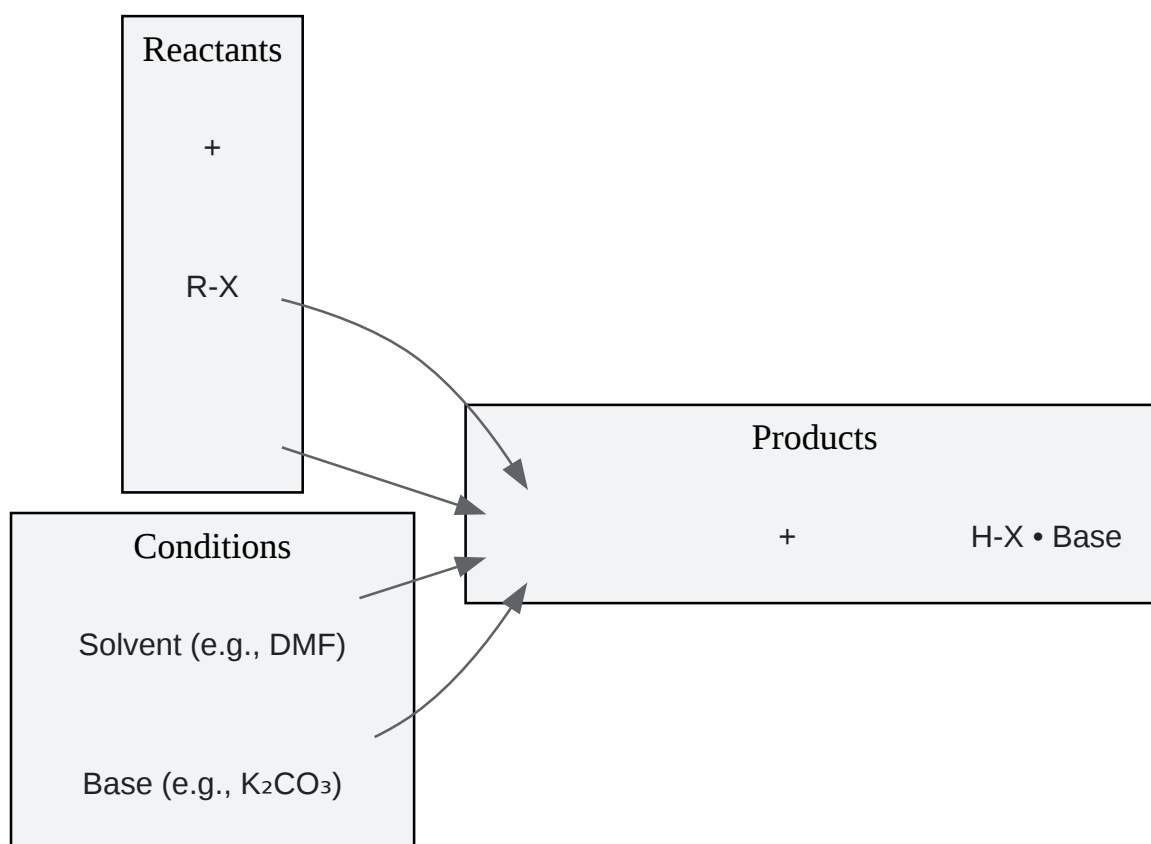 Reactants
+
R-X
Products
+ H-X • Base
Conditions
Solvent (e.g., DMF)
Base (e.g., K₂CO₃)